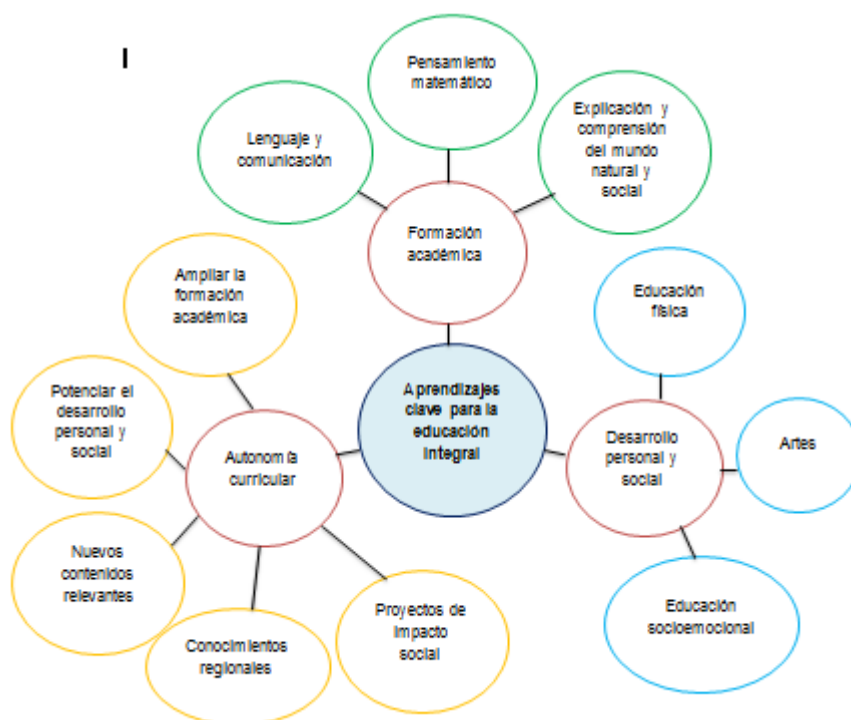 I
Pensamiento
matemático
Lenguaje y
comunicación
Explicación y
comprensión
del mundo
natural y
social
Formación
académica
Ampliar la
formación
académica
Educación
física
Potenciar el
desarrollo
personal y
social
Autonomía
curricular
Aprendizajes
clave para la
educación
integral
Desarrollo
personal y
social
Artes
Nuevos
contenidos
relevantes
Conocimientos
regionales
Proyectos de
impacto
social
Educación
socioemocional